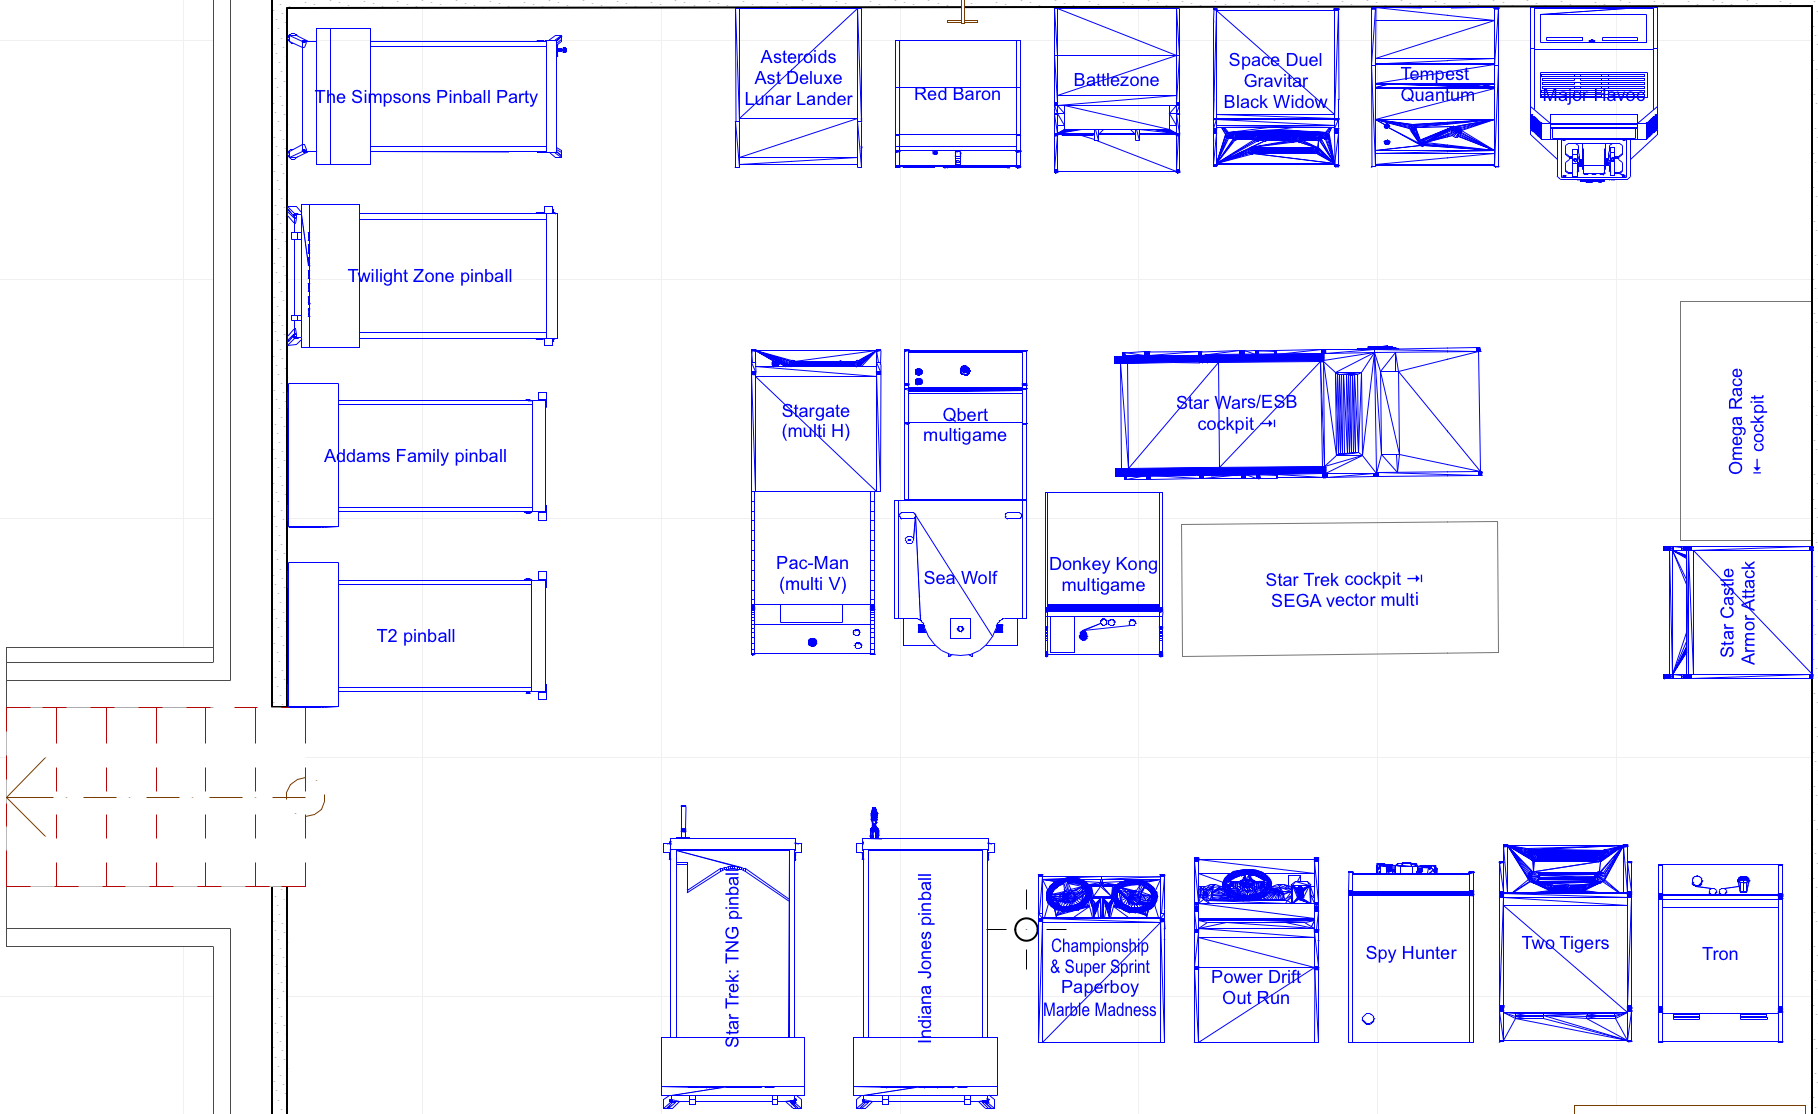 The Simpsons Pinball Party
Asteroids
Ast Deluxe
Lunar Lander
Red Baron
Battlezone
Space Duel
Gravitar
Black Widow
Tempest
Quantum
Major Havoc
Twilight Zone pinball
Addams Family pinball
T2 pinball
Stargate
(multi H)
Qbert
multigame
Star Wars/ESB
cockpit ⇥
Omega Race
⇤ cockpit
Pac-Man
(multi V)
Sea Wolf
Donkey Kong
multigame
Star Trek cockpit ⇥
SEGA vector multi
Star Castle
Armor Attack
Star Trek: TNG pinball
Indiana Jones pinball
Championship
& Super Sprint
Paperboy
Marble Madness
Power Drift
Out Run
Spy Hunter
Two Tigers
Tron